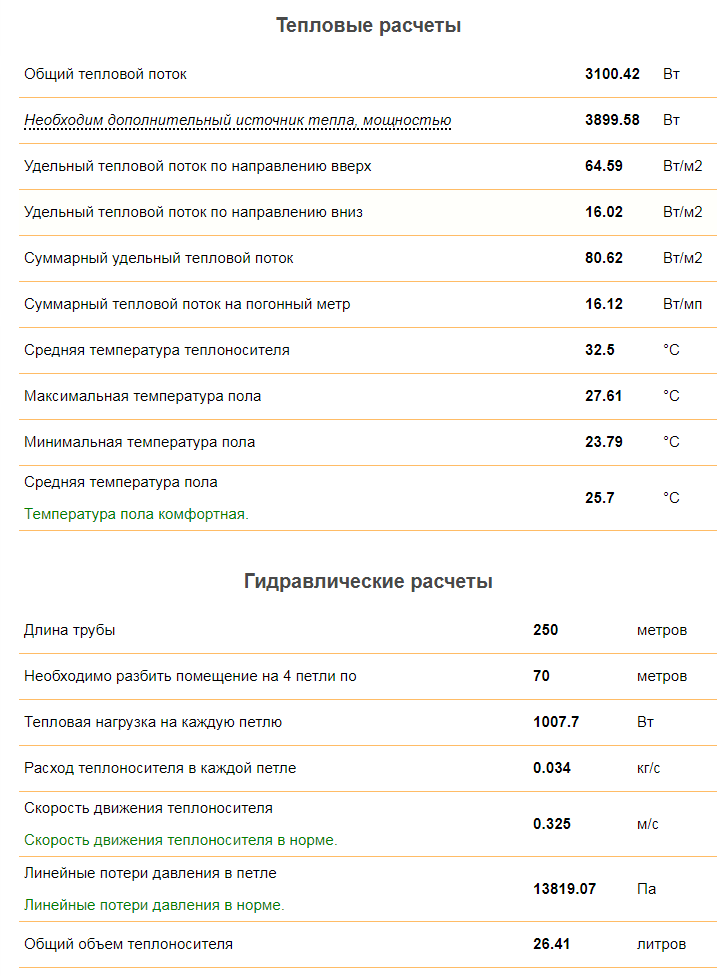 Тепловые расчеты
Общий тепловой поток 3100.42 Вт
Необходим дополнительный источник тепла, мощностью 3899.58 Вт
Удельный тепловой поток по направлению вверх 64.59 Вт/м2
Удельный тепловой поток по направлению вниз 16.02 Вт/м2
Суммарный удельный тепловой поток 80.62 Вт/м2
Суммарный тепловой поток на погонный метр 16.12 Вт/мп
Средняя температура теплоносителя 32.5 °С
Максимальная температура пола 27.61 °С
Минимальная температура пола 23.79 °С
Средняя температура пола
25.7 °С
Температура пола комфортная.
Гидравлические расчеты
Длина трубы 250 метров
Необходимо разбить помещение на 4 петли по 70 метров
Тепловая нагрузка на каждую петлю 1007.7 Вт
Расход теплоносителя в каждой петле 0.034 кг/с
Скорость движения теплоносителя
0.325 м/с
Скорость движения теплоносителя в норме.
Линейные потери давления в петле
13819.07 Па
Линейные потери давления в норме.
Общий объем теплоносителя 26.41 литров